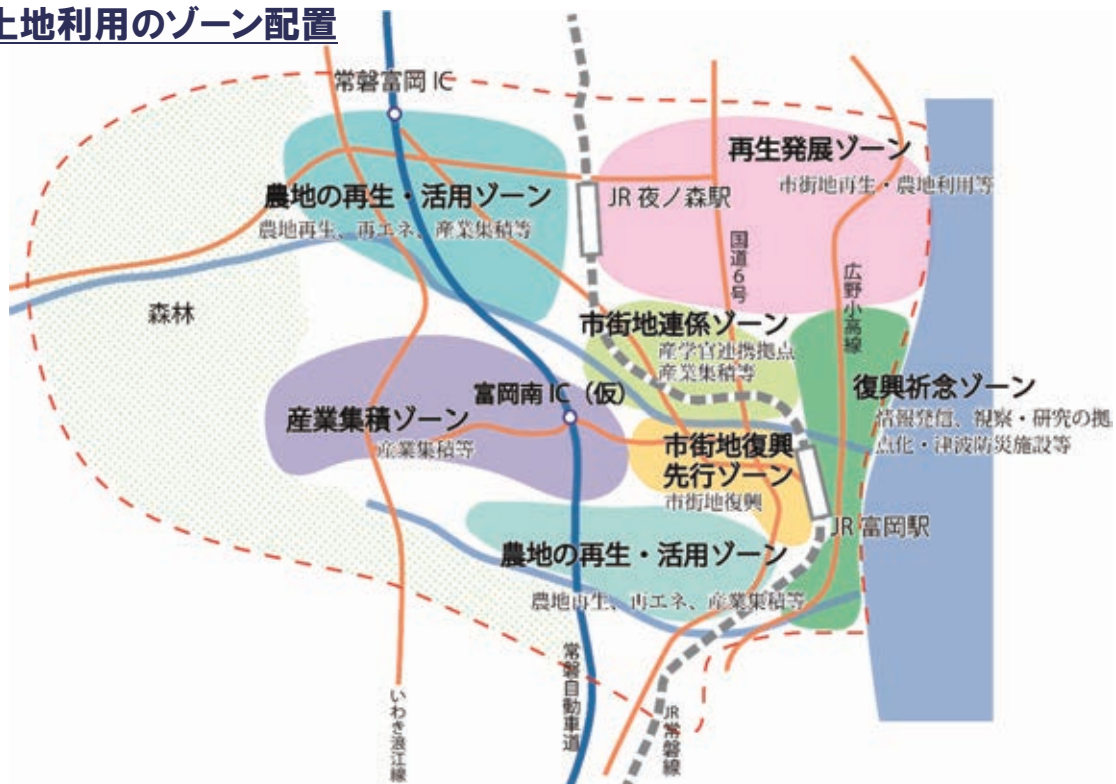 土地利用のゾーン配置
常磐富岡 IC
再生発展ゾーン
市街地再生・農地利用等
農地の再生・活用ゾーン
農地再生、再エネ、産業集積等
JR 夜ノ森駅
国道6号
広野小高線
森林
市街地連係ゾーン
産学官連携拠点
産業集積等
復興祈念ゾーン
情報発信、視察・研究の拠
点化・津波防災施設等
富岡南 IC（仮）
産業集積ゾーン
産業集積等
市街地復興
先行ゾーン
市街地復興
JR 富岡駅
農地の再生・活用ゾーン
農地再生、再エネ、産業集積等
常磐自動車道
いわき浪江線
JR常磐線